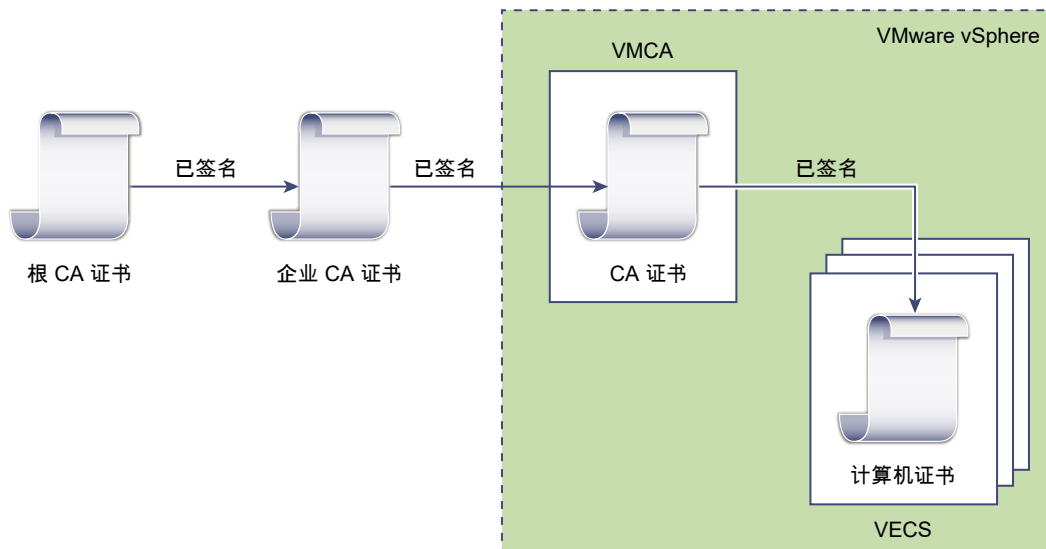 VMware vSphere
VMCA
已签名
已签名
已签名
根 CA 证书
企业 CA 证书
CA 证书
计算机证书
VECS